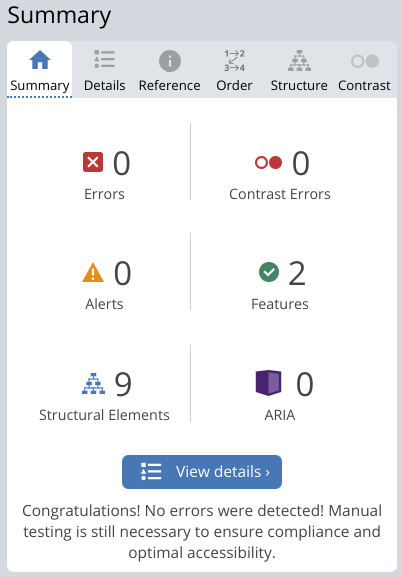 Summary
Summary
Details
Reference
1→2
3→4
Order
Structure
Contrast
0
Errors
0
Contrast Errors
0
Alerts
2
Features
9
Structural Elements
0
ARIA
View details ›
Congratulations! No errors were detected! Manual
testing is still necessary to ensure compliance and
optimal accessibility.